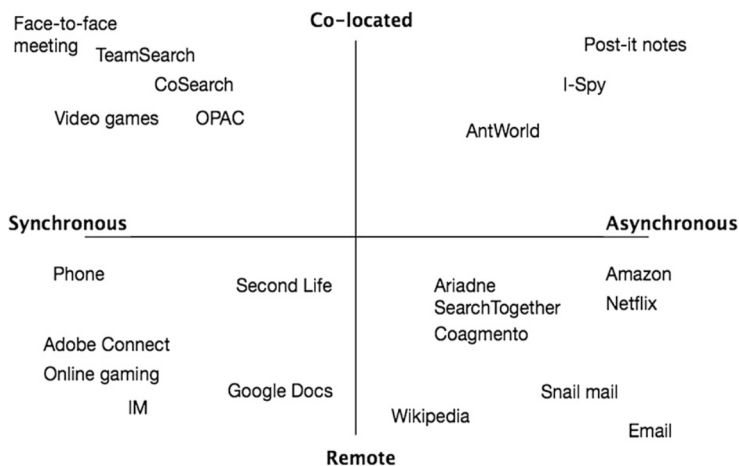 Co-located
Face-to-face
meeting
TeamSearch
CoSearch
Video games
OPAC
Post-it notes
I-Spy
AntWorld
Synchronous
Asynchronous
Phone
Second Life
Adobe Connect
Online gaming
IM
Google Docs
Ariadne
SearchTogether
Coagmento
Amazon
Netflix
Wikipedia
Snail mail
Email
Remote